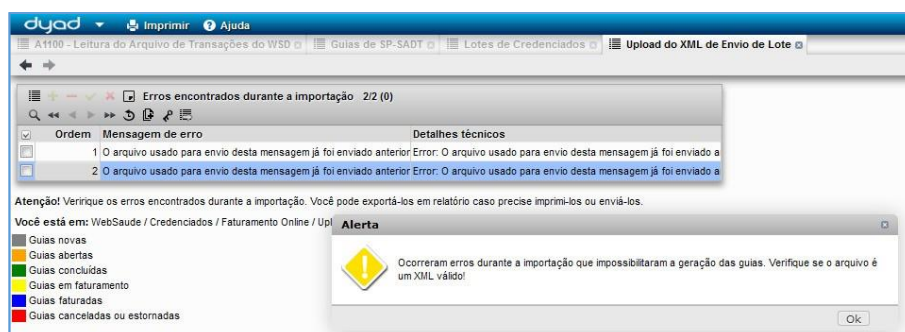 dyad Imprimir Ajuda
A1100 - Leitura do Arquivo de Transações do WSD Guias de SP-SADT Lotes de Credenciados Upload do XML de Envio de Lote
Erros encontrados durante a importação 2/2 (0)
Ordem Mensagem de erro Detalhes técnicos
1 O arquivo usado para envio desta mensagem já foi enviado anterior Error: O arquivo usado para envio desta mensagem já foi enviado a
2 O arquivo usado para envio desta mensagem já foi enviado anterior Error: O arquivo usado para envio desta mensagem já foi enviado a
Atenção! Veririque os erros encontrados durante a importação. Você pode exportá-los em relatório caso precise imprimi-los ou enviá-los.
Você está em: WebSaude / Credenciados / Faturamento Online / Upl
Alerta
Guias novas
Guias abertas
Guias concluídas
Guias em faturamento
Guias faturadas
Guias canceladas ou estornadas
Ocorreram erros durante a importação que impossibilitaram a geração das guias. Verifique se o arquivo é
um XML válido!
Ok